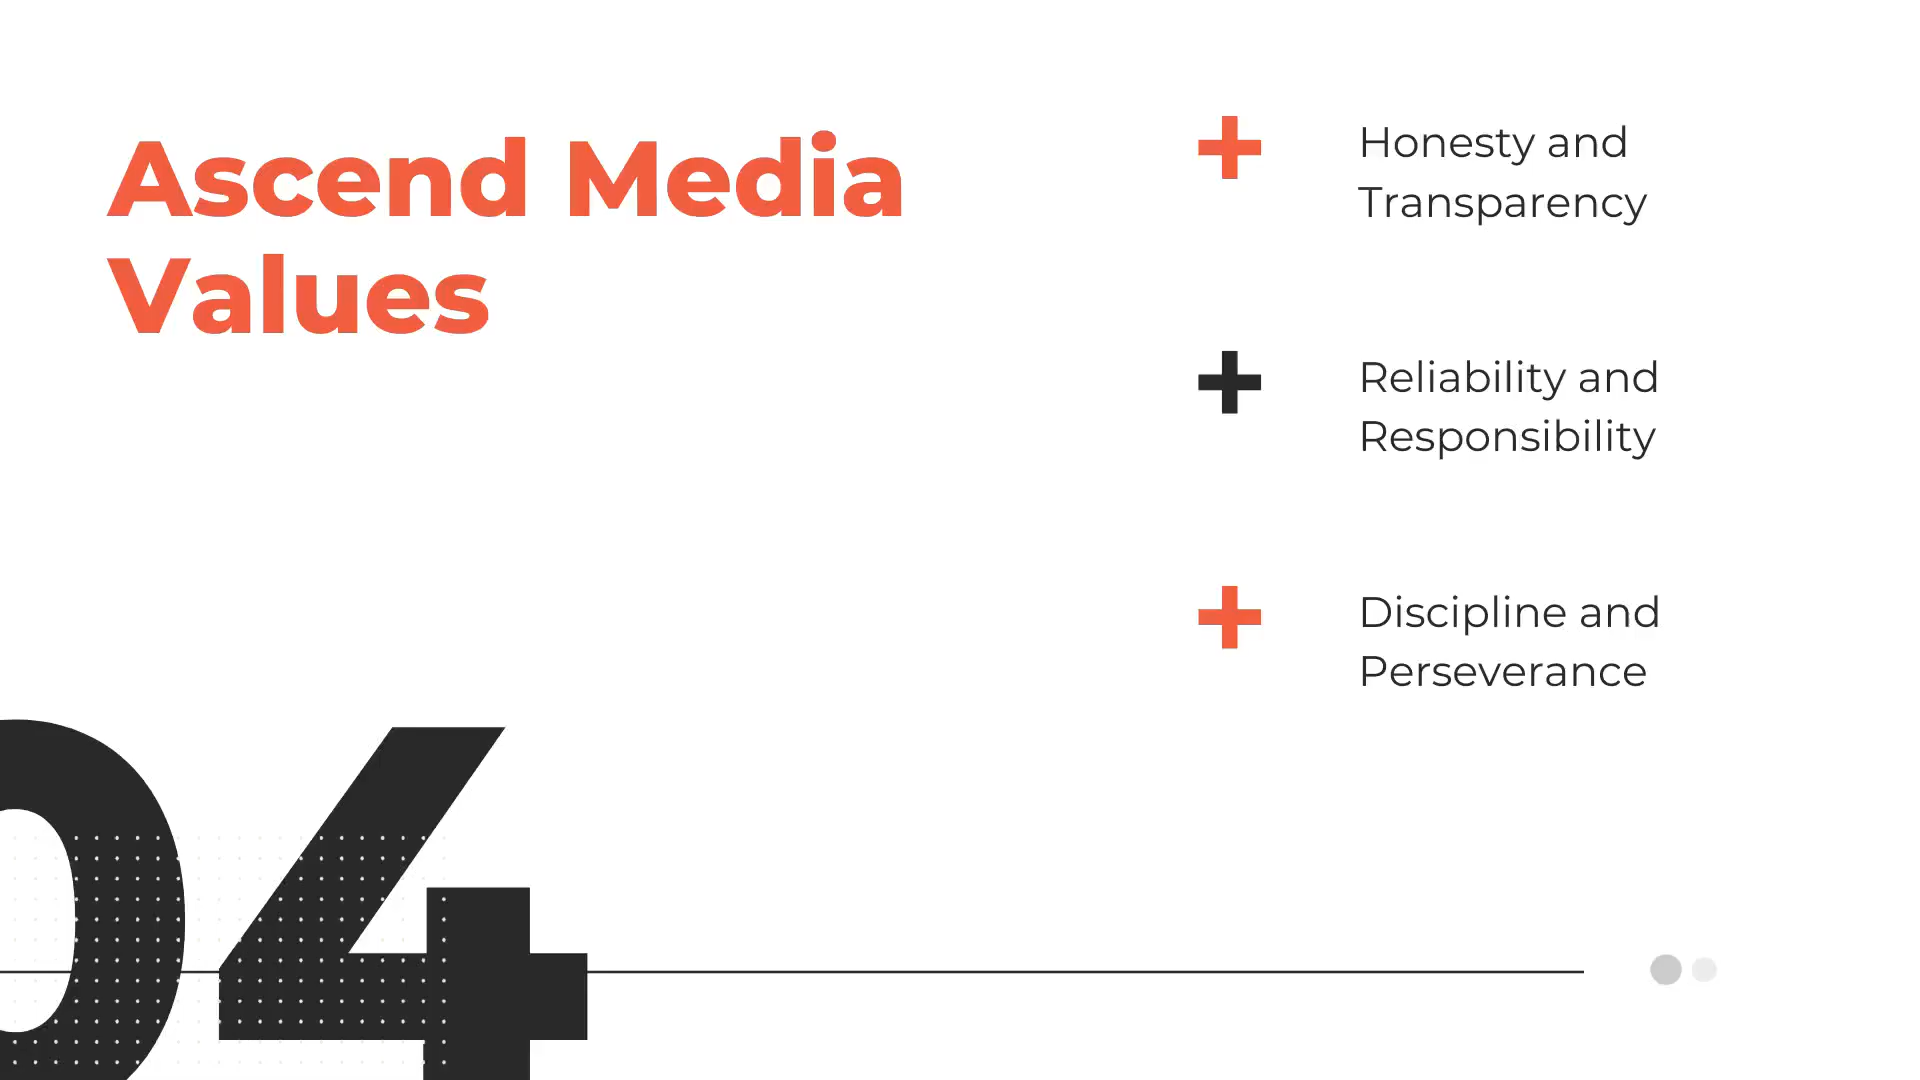 Ascend Media
Values
Honesty and
Transparency
Reliability and
Responsibility
Discipline and
Perseverance
04